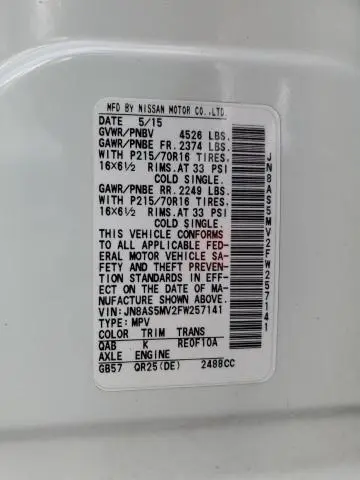 MFD BY NISSAN MOTOR CO.,LTD.
DATE 5/15
GVWR/PNBV 4526 LBS.
GAWR/PNBE FR.2374 LBS.
WITH P215/70R16 TIRES.
16×6½ RIMS.AT 33 PSI
COLD SINGLE.
GAWR/PNBE RR.2249 LBS.
WITH P215/70R16 TIRES.
16×6½ RIMS.AT 33 PSI
COLD SINGLE.
THIS VEHICLE CONFORMS
TO ALL APPLICABLE FED-
ERAL MOTOR VEHICLE SA-
FETY AND THEFT PREVEN-
TION STANDARDS IN EFF-
ECT ON THE DATE OF MA-
NUFACTURE SHOWN ABOVE.
VIN:JN8AS5MV2FW257141
TYPE:MPV
COLOR TRIM TRANS
QAB K RE0F10A
AXLE ENGINE
GB57 QR25(DE) 2488CC
JN8AS5MV2FW257141